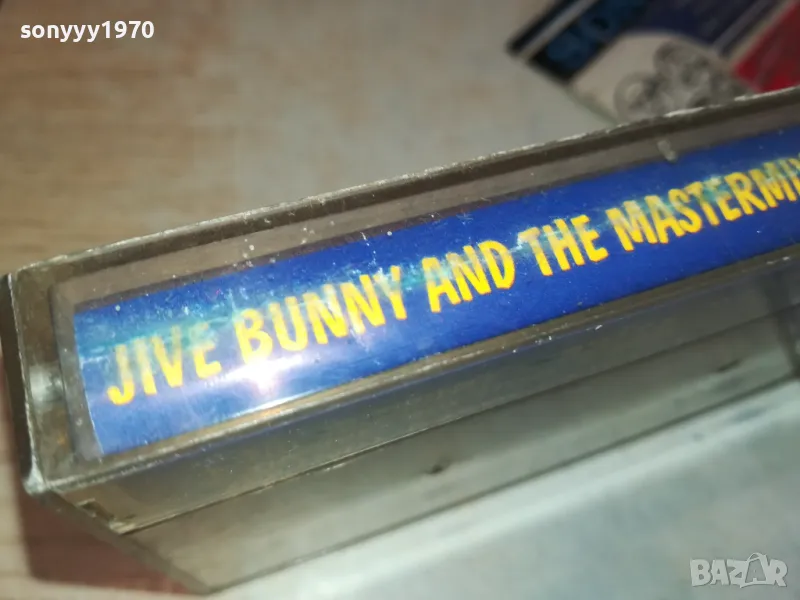 sonyyy1970
JIVE BUNNY AND THE MASTERMI
BAZAR